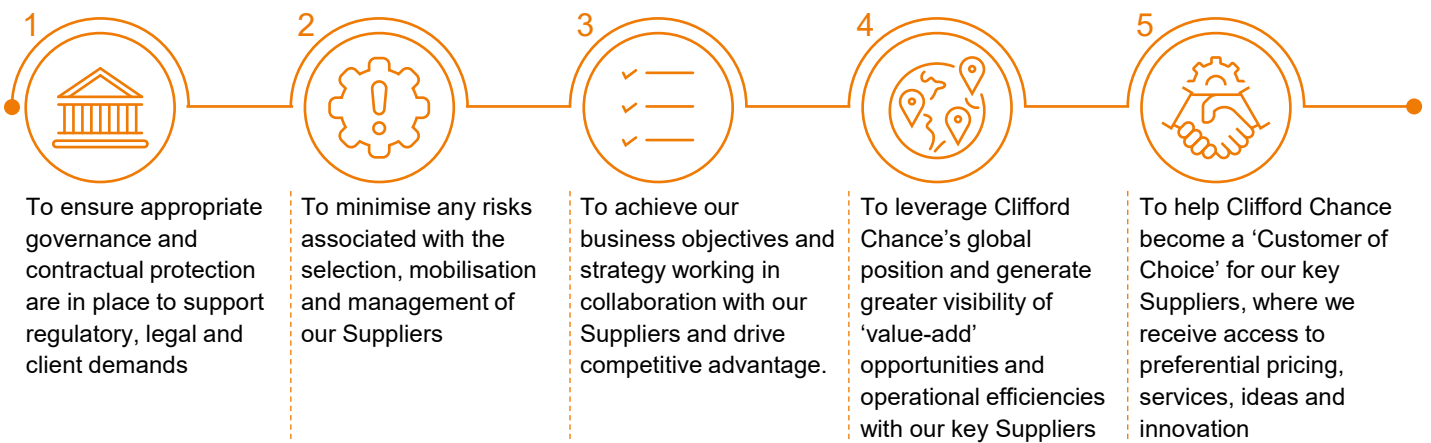 1
To ensure appropriate
governance and
contractual protection
are in place to support
regulatory, legal and
client demands
2
To minimise any risks
associated with the
selection, mobilisation
and management of
our Suppliers
3
To achieve our
business objectives and
strategy working in
collaboration with our
Suppliers and drive
competitive advantage.
4
To leverage Clifford
Chance’s global
position and generate
greater visibility of
‘value-add’
opportunities and
operational efficiencies
with our key Suppliers
5
To help Clifford Chance
become a ‘Customer of
Choice’ for our key
Suppliers, where we
receive access to
preferential pricing,
services, ideas and
innovation